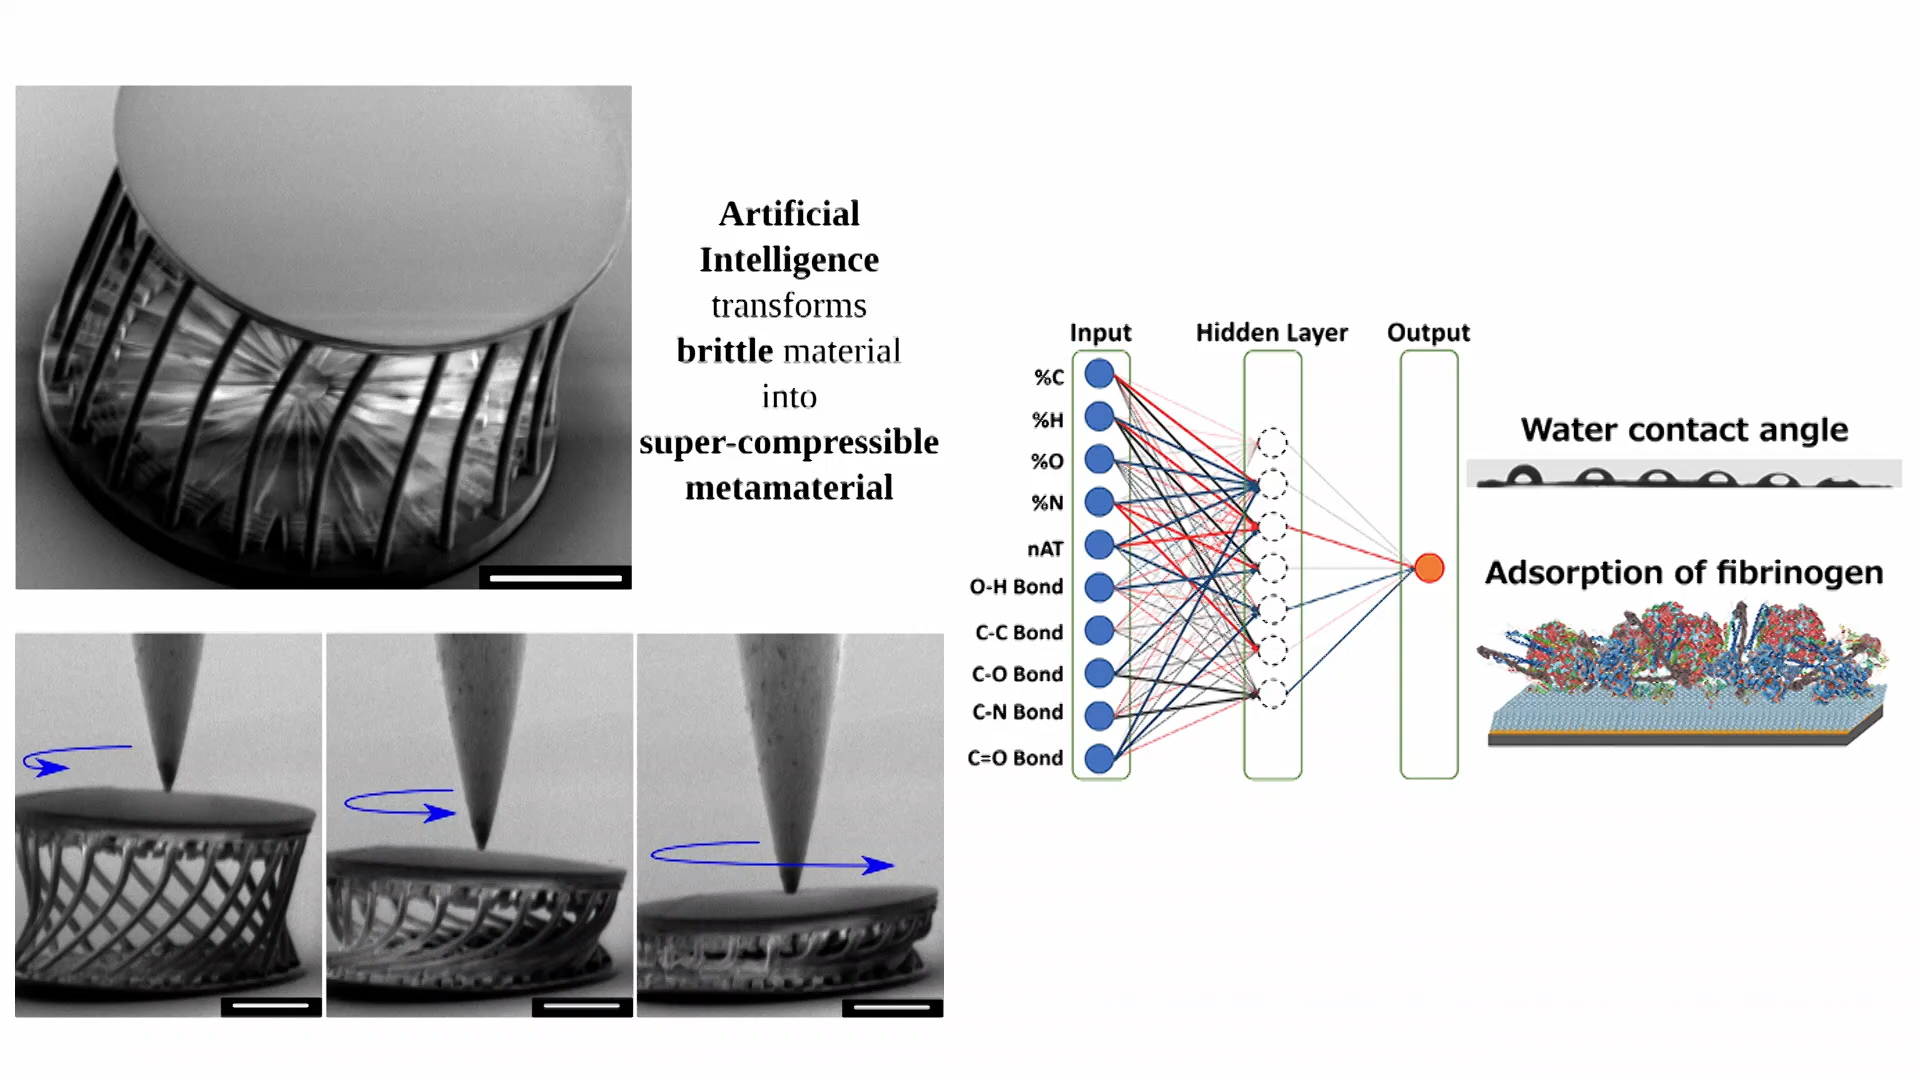 Artificial
Intelligence
transforms
brittle material
into
super-compressible
metamaterial
Input
Hidden Layer
Output
%C
%H
%O
%N
nAT
O-H Bond
C-C Bond
C-O Bond
C-N Bond
C=O Bond
Water contact angle
Adsorption of fibrinogen